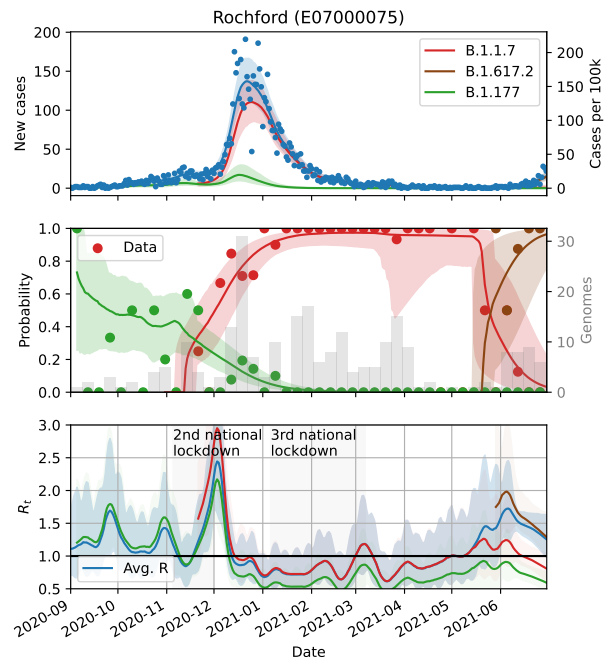 Rochford (E07000075)
200
150
100
50
0
New cases
B.1.1.7
B.1.617.2
B.1.177
200
150
100
50
0
Cases per 100k
1.0
0.8
0.6
0.4
0.2
0.0
Probability
Data
30
20
10
0
Genomes
3.0
2.5
2.0
1.5
1.0
0.5
R_t
2nd national
lockdown
3rd national
lockdown
Avg. R
2020-09
2020-10
2020-11
2020-12
2021-01
2021-02
2021-03
2021-04
2021-05
2021-06
Date